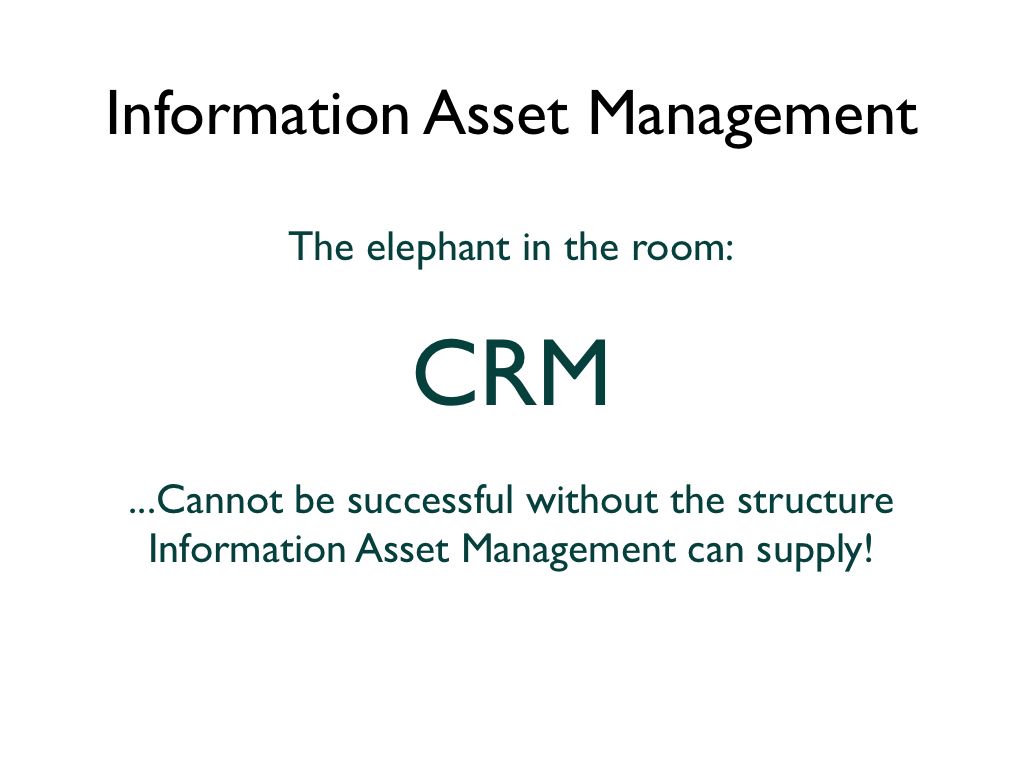 Information Asset Management
The elephant in the room:
CRM
...Cannot be successful without the structure
Information Asset Management can supply!